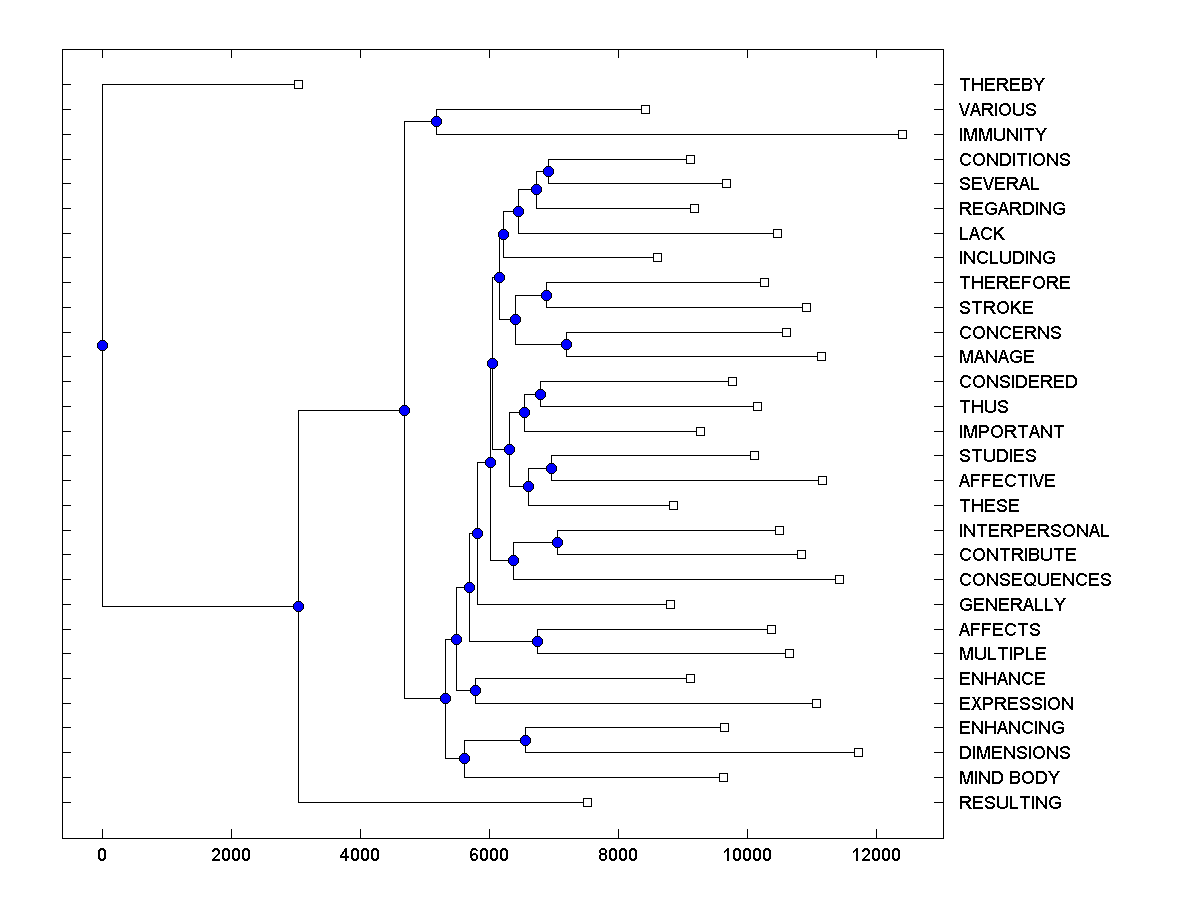 THEREBY
VARIOUS
IMMUNITY
CONDITIONS
SEVERAL
REGARDING
LACK
INCLUDING
THEREFORE
STROKE
CONCERNS
MANAGE
CONSIDERED
THUS
IMPORTANT
STUDIES
AFFECTIVE
THESE
INTERPERSONAL
CONTRIBUTE
CONSEQUENCES
GENERALLY
AFFECTS
MULTIPLE
ENHANCE
EXPRESSION
ENHANCING
DIMENSIONS
MIND BODY
RESULTING
0 2000 4000 6000 8000 10000 12000